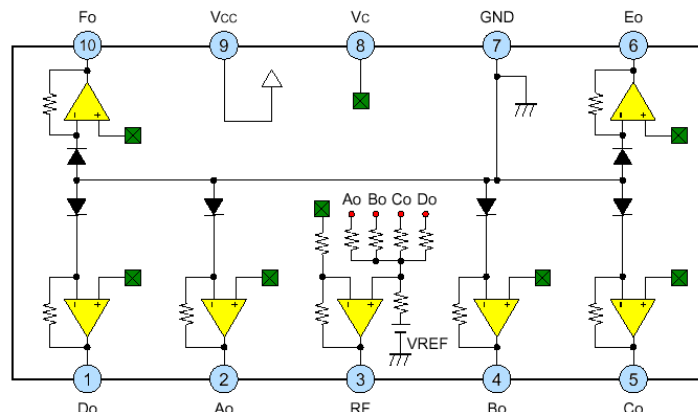 Fo Vcc Vc GND Eo
10 9 8 7 6
- + - +
Ao Bo Co Do
- + - + - + - + - +
VREF
1 2 3 4 5
Do Ao RF Bo Co